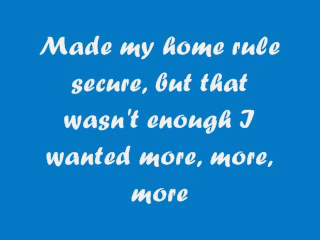 Made my home rule
secure, but that
wasn't enough I
wanted more, more,
more